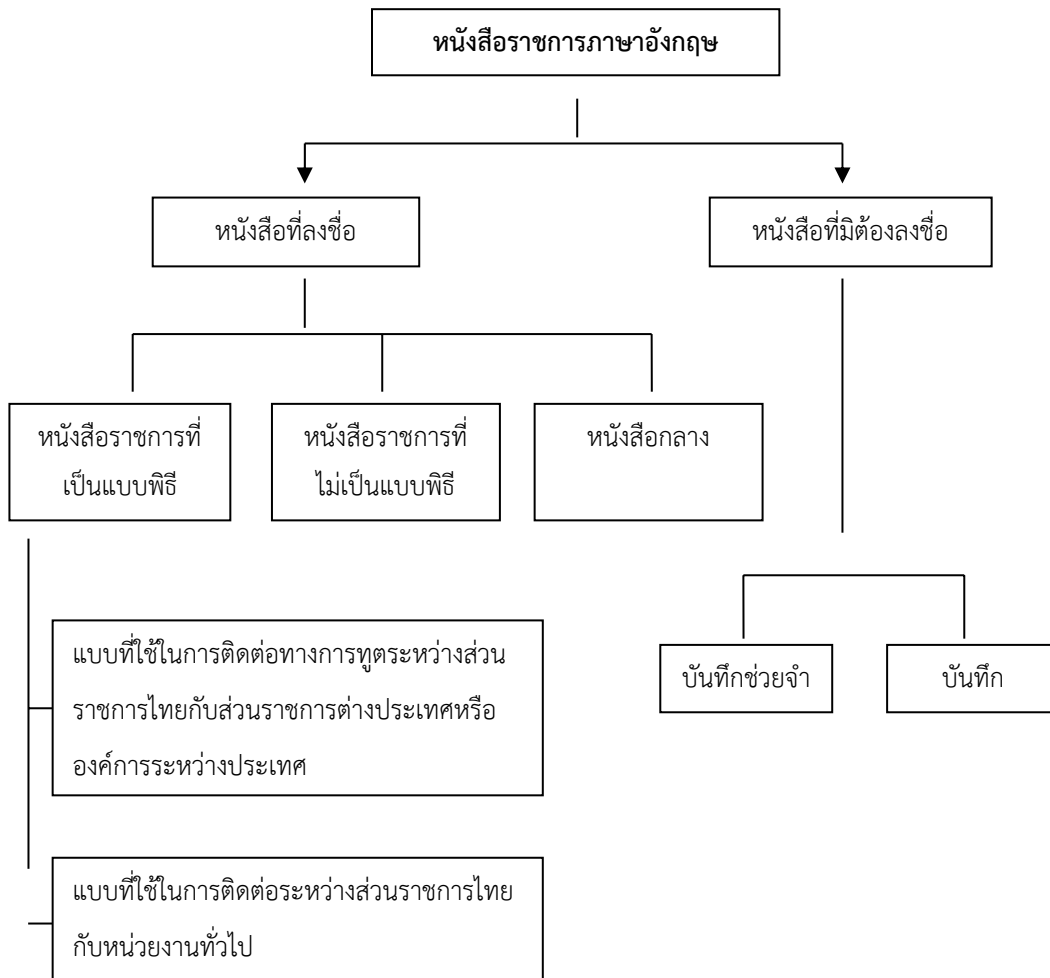 หนังสือราชการภาษาอังกฤษ
หนังสือที่ลงชื่อ
หนังสือที่มิต้องลงชื่อ
หนังสือราชการที่
เป็นแบบพิธี
หนังสือราชการที่
ไม่เป็นแบบพิธี
หนังสือกลาง
แบบที่ใช้ในการติดต่อทางการทูตระหว่างส่วน
ราชการไทยกับส่วนราชการต่างประเทศหรือ
องค์การระหว่างประเทศ
บันทึกช่วยจำ
บันทึก
แบบที่ใช้ในการติดต่อระหว่างส่วนราชการไทย
กับหน่วยงานทั่วไป